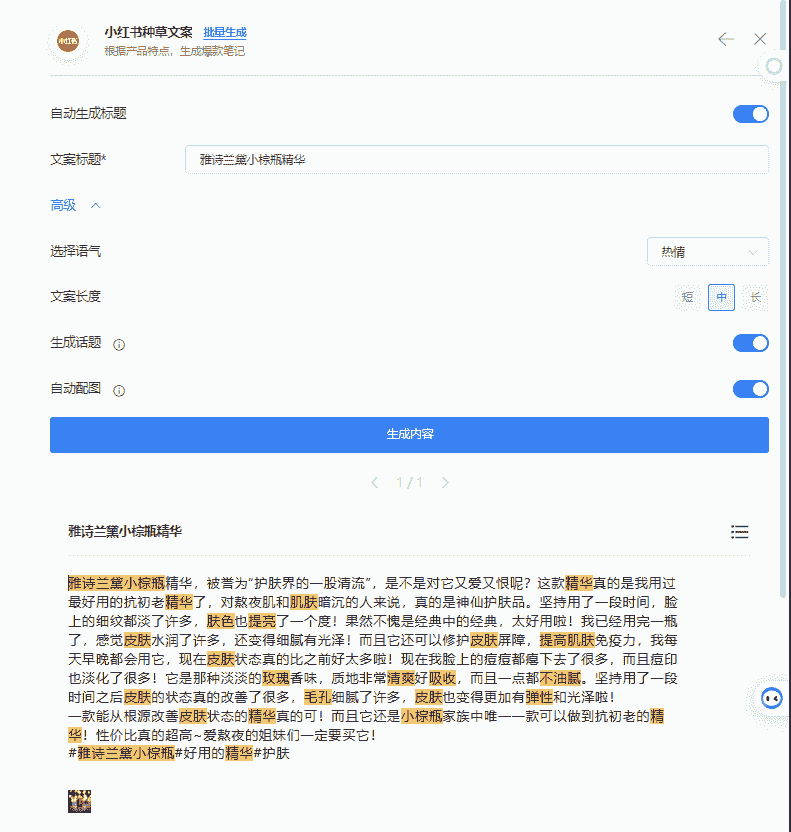 小红书
小红书种草文案 批量生成
根据产品特点，生成爆款笔记
自动生成标题
文案标题* 雅诗兰黛小棕瓶精华
高级
选择语气 热情
文案长度 短 中 长
生成话题
自动配图
生成内容
1 / 1
雅诗兰黛小棕瓶精华
雅诗兰黛小棕瓶精华，被誉为“护肤界的一股清流”，是不是对它又爱又恨呢？这款精华真的是我用过
最好用的抗初老精华了，对熬夜肌和肌肤暗沉的人来说，真的是神仙护肤品。坚持用了一段时间，脸
上的细纹都淡了许多，肤色也提亮了一个度！果然不愧是经典中的经典，太好用啦！我已经用完一瓶
了，感觉皮肤水润了许多，还变得细腻有光泽！而且它还可以修护皮肤屏障，提高肌肤免疫力，我每
天早晚都会用它，现在皮肤状态真的比之前好太多啦！现在我脸上的痘痘都瘪下去了很多，而且痘印
也淡化了很多！它是那种淡淡的玫瑰香味，质地非常清爽好吸收，而且一点都不油腻。坚持用了一段
时间之后皮肤的状态真的改善了很多，毛孔细腻了许多，皮肤也变得更加有弹性和光泽啦！
一款能从根源改善皮肤状态的精华真的可！而且它还是小棕瓶家族中唯一一款可以做到抗初老的精
华！性价比真的超高~爱熬夜的姐妹们一定要买它！
#雅诗兰黛小棕瓶#好用的精华#护肤